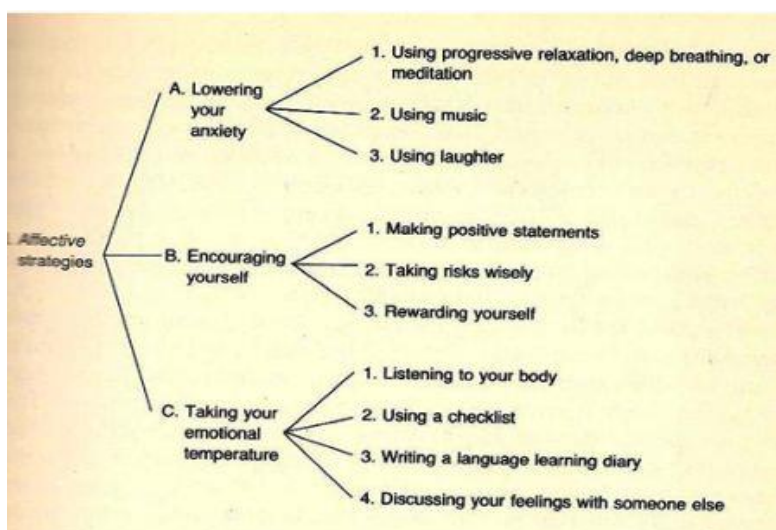 A. Lowering
your
anxiety
1. Using progressive relaxation, deep breathing, or
meditation
2. Using music
3. Using laughter
. Affective
strategies
B. Encouraging
yourself
1. Making positive statements
2. Taking risks wisely
3. Rewarding yourself
C. Taking your
emotional
temperature
1. Listening to your body
2. Using a checklist
3. Writing a language learning diary
4. Discussing your feelings with someone else